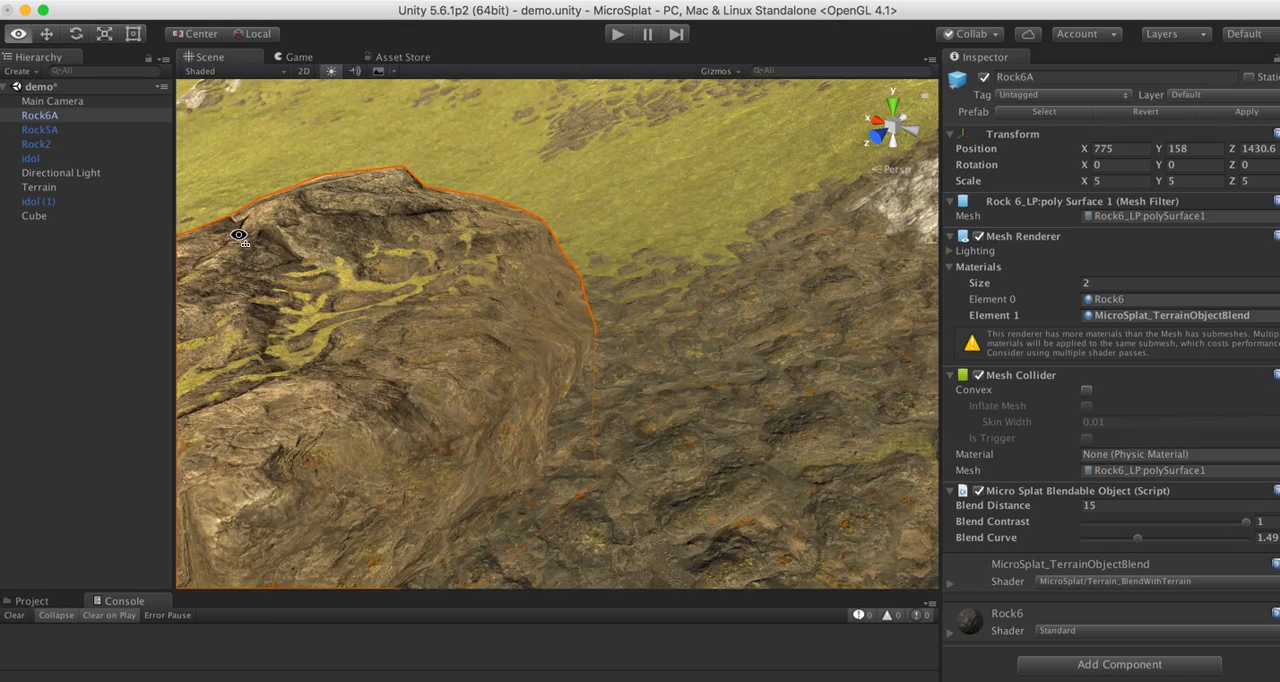 Unity 5.6.1p2 (64bit) - demo.unity - MicroSplat - PC, Mac & Linux Standalone <OpenGL 4.1>
Center Local Collab Account Layers Default
Hierarchy Scene Game Asset Store Inspector
Create All Shaded 2D Gizmos All
demo*
Main Camera
Rock6A
Rock5A
Rock2
idol
Directional Light
Terrain
idol (1)
Cube
y
x
z
Persp
Rock6A Stati
Tag Untagged Layer Default
Prefab Select Revert Apply
Transform
Position X 775 Y 158 Z 1430.6
Rotation X 0 Y 0 Z 0
Scale X 5 Y 5 Z 5
Rock 6_LP:poly Surface 1 (Mesh Filter)
Mesh Rock6_LP:polySurface1
Mesh Renderer
Lighting
Materials
Size 2
Element 0 Rock6
Element 1 MicroSplat_TerrainObjectBlend
This renderer has more materials than the Mesh has submeshes. Multip
materials will be applied to the same submesh, which costs performance
Consider using multiple shader passes.
Mesh Collider
Convex
Inflate Mesh
Skin Width 0.01
Is Trigger
Material None (Physic Material)
Mesh Rock6_LP:polySurface1
Micro Splat Blendable Object (Script)
Blend Distance 15
Blend Contrast 1
Blend Curve 1.49
MicroSplat_TerrainObjectBlend
Shader MicroSplat/Terrain_BlendWithTerrain
Rock6
Shader Standard
Add Component
Project Console
Clear Collapse Clear on Play Error Pause 0 0 0